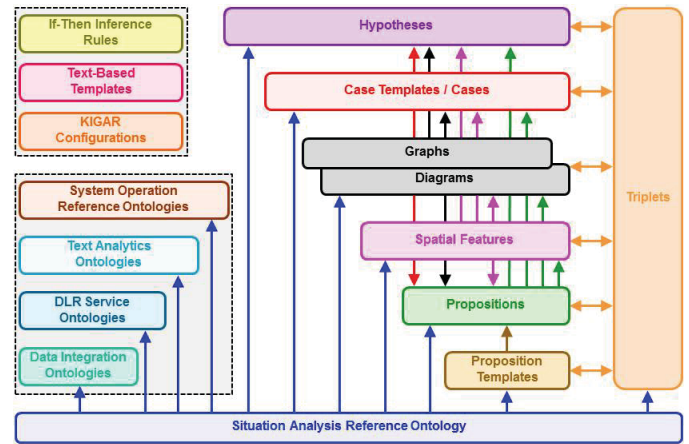 If-Then Inference
Rules
Text-Based
Templates
KIGAR
Configurations
System Operation
Reference Ontologies
Text Analytics
Ontologies
DLR Service
Ontologies
Data Integration
Ontologies
Hypotheses
Case Templates / Cases
Graphs
Diagrams
Spatial Features
Propositions
Proposition
Templates
Triplets
Situation Analysis Reference Ontology